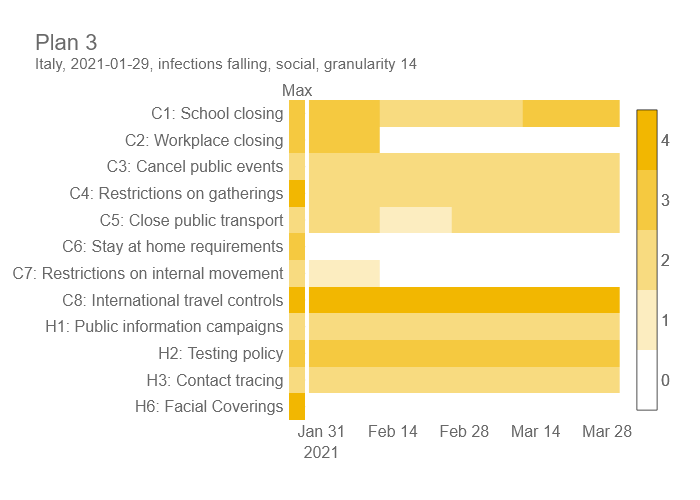 Plan 3
Italy, 2021-01-29, infections falling, social, granularity 14
Max
C1: School closing
C2: Workplace closing
C3: Cancel public events
C4: Restrictions on gatherings
C5: Close public transport
C6: Stay at home requirements
C7: Restrictions on internal movement
C8: International travel controls
H1: Public information campaigns
H2: Testing policy
H3: Contact tracing
H6: Facial Coverings
Jan 31 Feb 14 Feb 28 Mar 14 Mar 28
2021
4
3
2
1
0